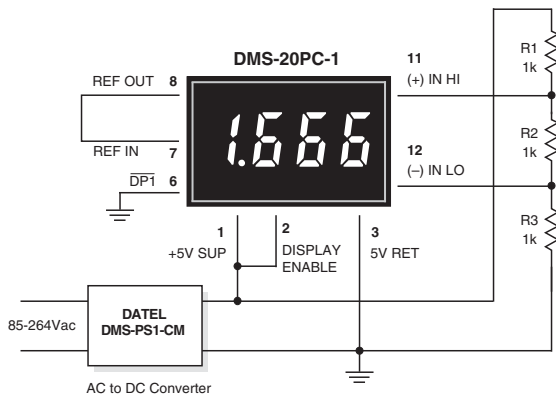 DMS-20PC-1
REF OUT 8
11
(+) IN HI
R1
1k
1.666
R2
1k
REF IN 7
12
(–) IN LO
DP1 6
R3
1k
1
+5V SUP
2
DISPLAY
ENABLE
3
5V RET
85-264Vac
DATEL
DMS-PS1-CM
AC to DC Converter